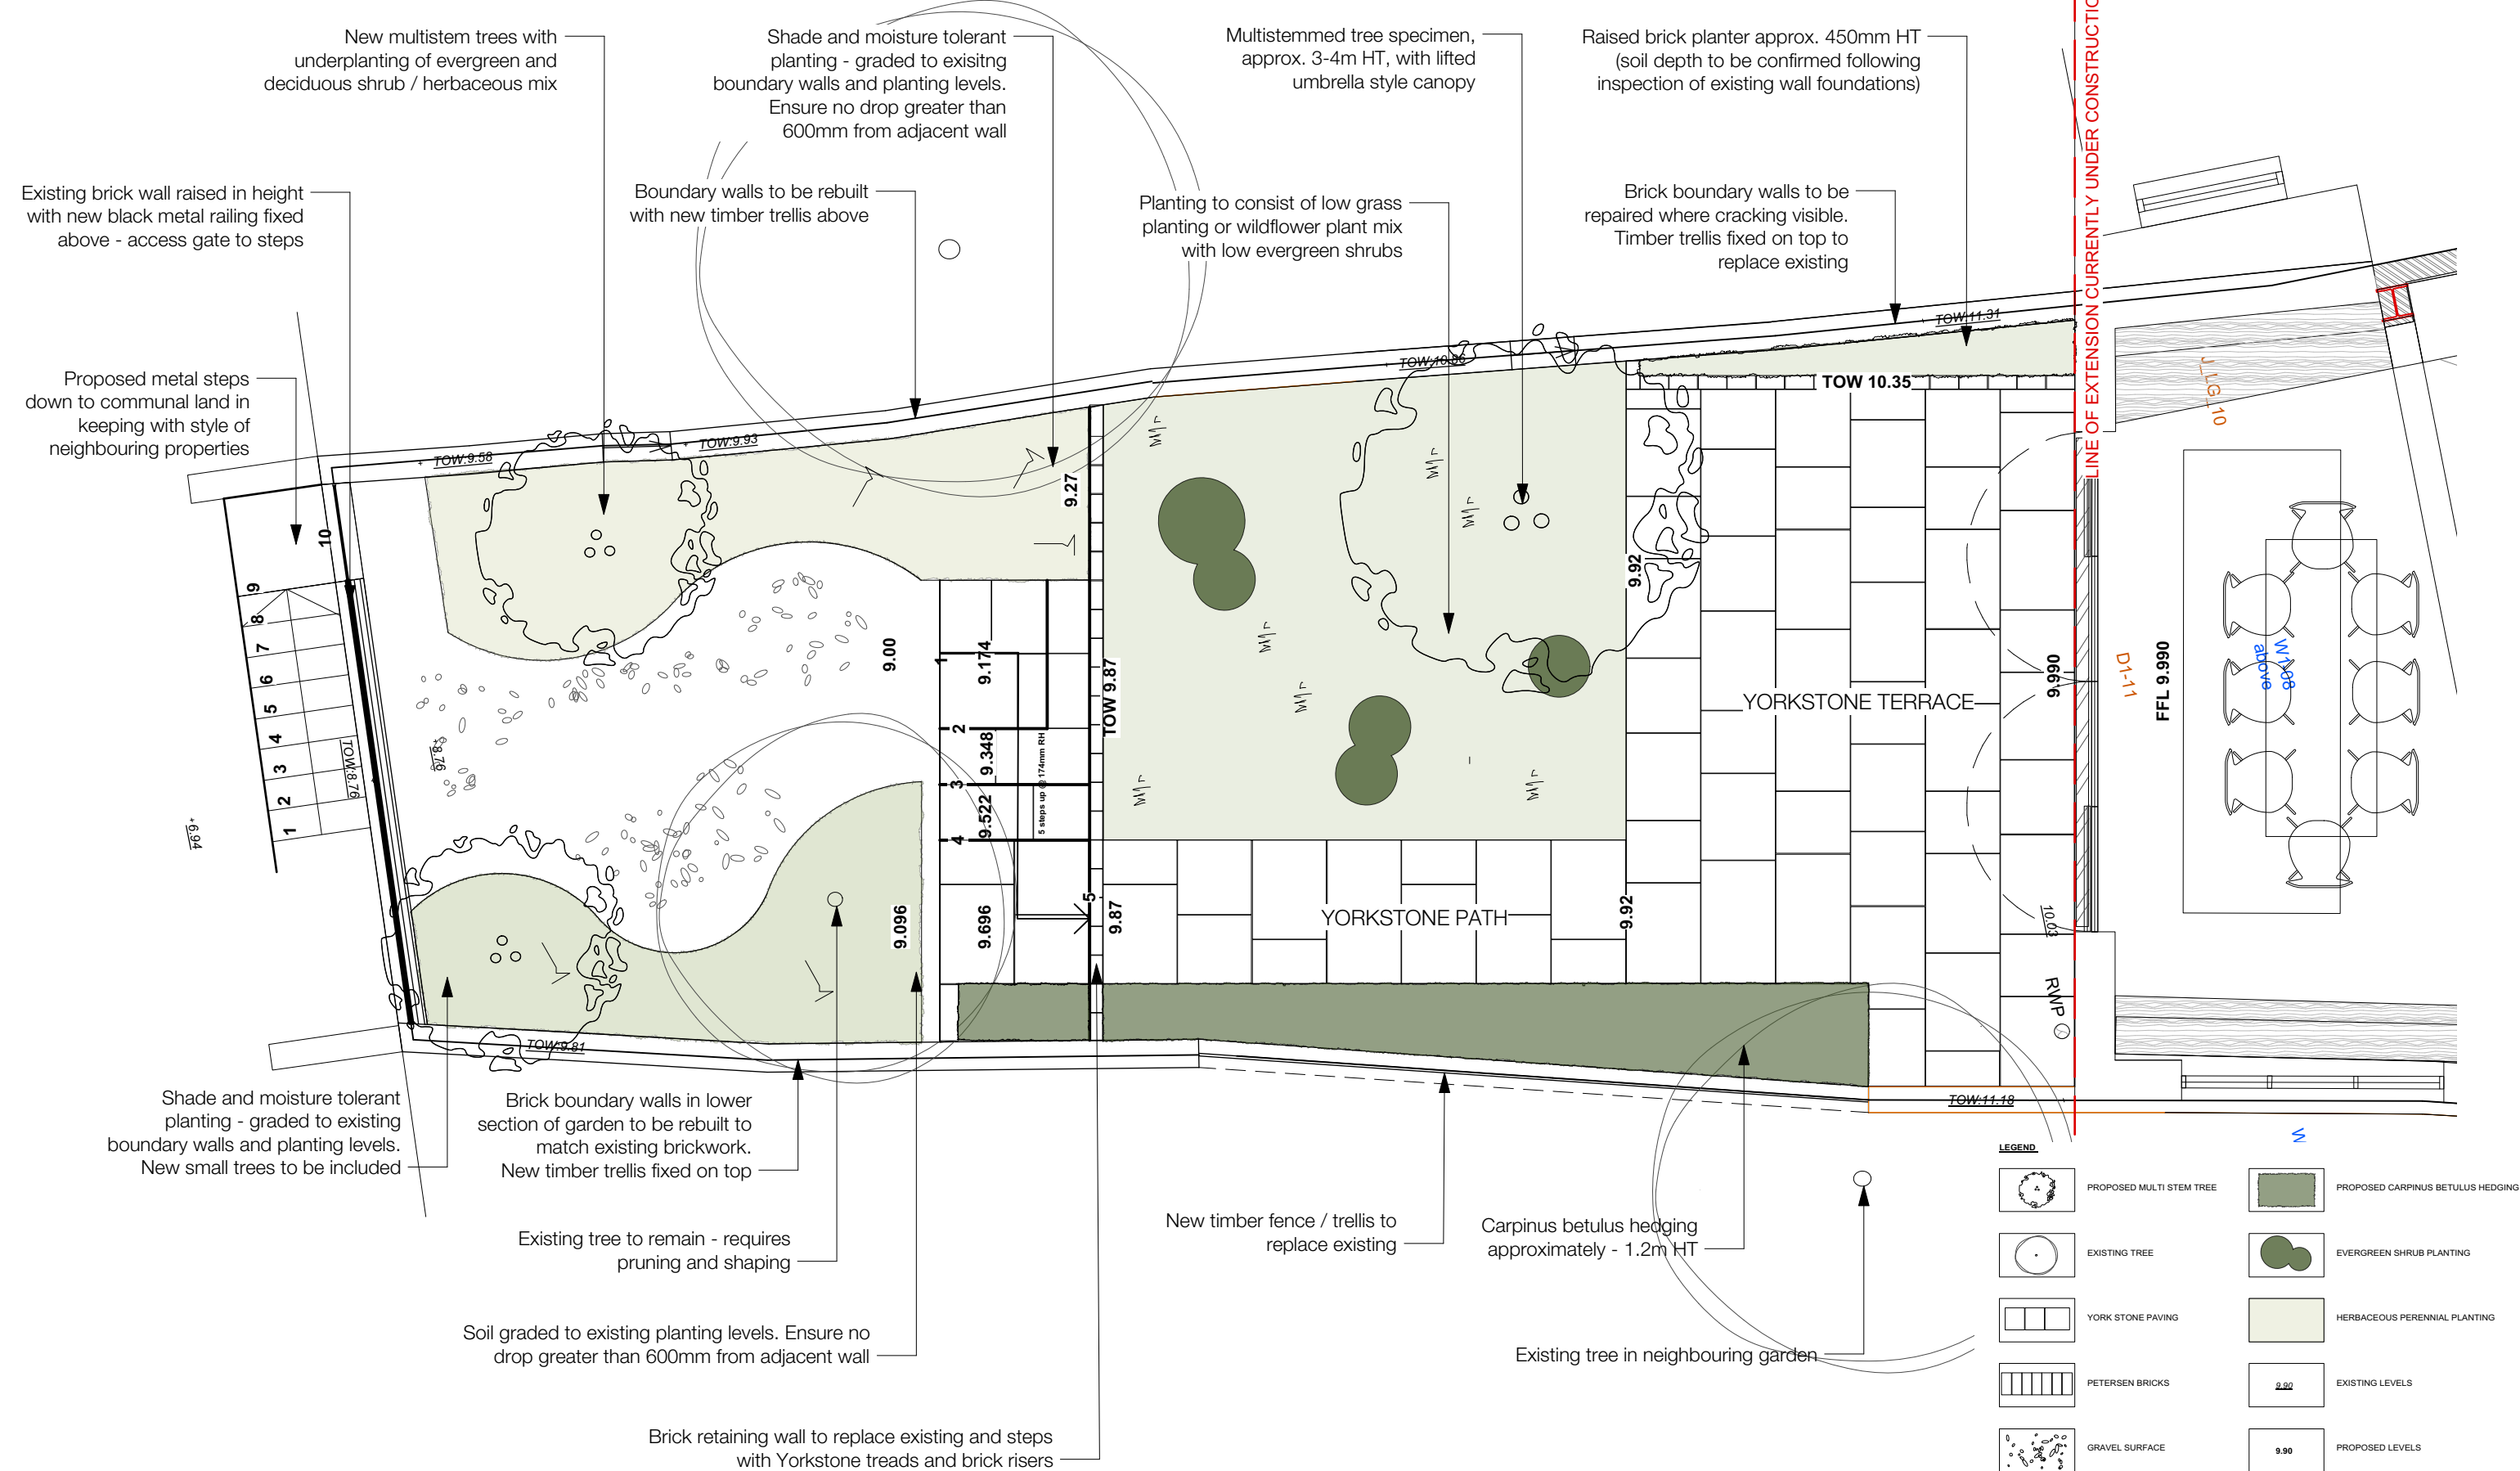 New multistem trees with
underplanting of evergreen and
deciduous shrub / herbaceous mix
Shade and moisture tolerant
planting - graded to exisitng
boundary walls and planting levels.
Ensure no drop greater than
600mm from adjacent wall
Multistemmed tree specimen,
approx. 3-4m HT, with lifted
umbrella style canopy
Raised brick planter approx. 450mm HT
(soil depth to be confirmed following
inspection of existing wall foundations)
LINE OF EXTENSION CURRENTLY UNDER CONSTRUCTIO
Existing brick wall raised in height
with new black metal railing fixed
above - access gate to steps
Boundary walls to be rebuilt
with new timber trellis above
Planting to consist of low grass
planting or wildflower plant mix
with low evergreen shrubs
Brick boundary walls to be
repaired where cracking visible.
Timber trellis fixed on top to
replace existing
Proposed metal steps
down to communal land in
keeping with style of
neighbouring properties
TOW:9.58
TOW:9.93
TOW:10.86
TOW:11.31
TOW 10.35
J_LG_10
10
9
8
7
6
5
4
3
2
1
TOW:8.76
+8.76
+6.94
9.27
9.00
1
9.174
2
9.348
3
9.522
4
5 steps up @ 174mm RH
TOW 9.87
9.92
YORKSTONE TERRACE
9.990
D1-11
FFL 9.990
W1-08
above
9.096
9.696
5
9.87
YORKSTONE PATH
9.92
10.03
RWP
TOW:9.81
TOW:11.18
W
Shade and moisture tolerant
planting - graded to existing
boundary walls and planting levels.
New small trees to be included
Brick boundary walls in lower
section of garden to be rebuilt to
match existing brickwork.
New timber trellis fixed on top
Existing tree to remain - requires
pruning and shaping
New timber fence / trellis to
replace existing
Carpinus betulus hedging
approximately - 1.2m HT
Soil graded to existing planting levels. Ensure no
drop greater than 600mm from adjacent wall
Existing tree in neighbouring garden
Brick retaining wall to replace existing and steps
with Yorkstone treads and brick risers
LEGEND
PROPOSED MULTI STEM TREE
PROPOSED CARPINUS BETULUS HEDGING
EXISTING TREE
EVERGREEN SHRUB PLANTING
YORK STONE PAVING
HERBACEOUS PERENNIAL PLANTING
PETERSEN BRICKS
9.90
EXISTING LEVELS
GRAVEL SURFACE
9.90
PROPOSED LEVELS